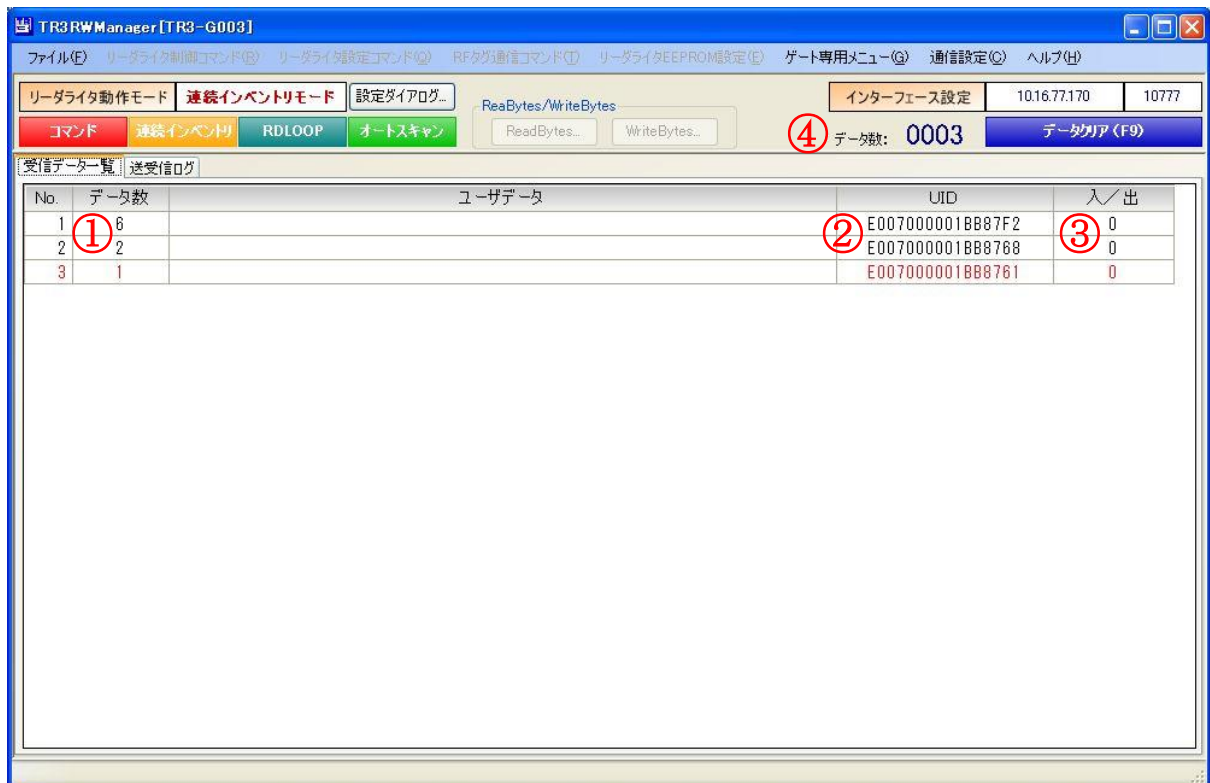 TR3RWManager[TR3-G003]
ファイル(F) リーダライタ制御コマンド(R) リーダライタ設定コマンド(Q) RFタグ通信コマンド(T) リーダライタEEPROM設定(E) ゲート専用メニュー(G) 通信設定(C) ヘルプ(H)
リーダライタ動作モード 連続インベントリモード 設定ダイアログ... ReaBytes/WriteBytes インターフェース設定 10.16.77.170 10777
コマンド 連続インベントリ RDLOOP オートスキャン ReadBytes... WriteBytes... ④ データ数: 0003 データクリア(F9)
受信データ一覧 送受信ログ
No. データ数 ユーザデータ UID 入/出
① ② ③
1 6 E007000001BB87F2 0
2 2 E007000001BB8768 0
3 1 E007000001BB8761 0